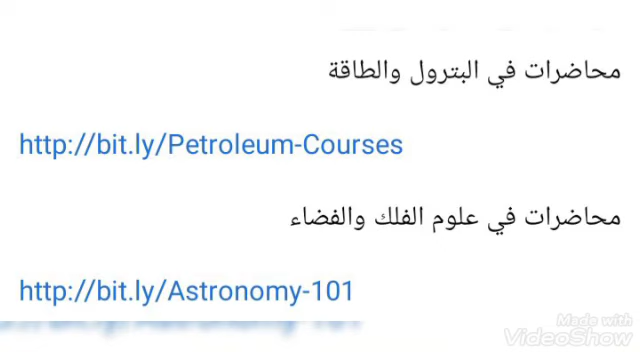 محاضرات في البترول والطاقة
http://bit.ly/Petroleum-Courses
محاضرات في علوم الفلك والفضاء
http://bit.ly/Astronomy-101
Made with
VideoShow